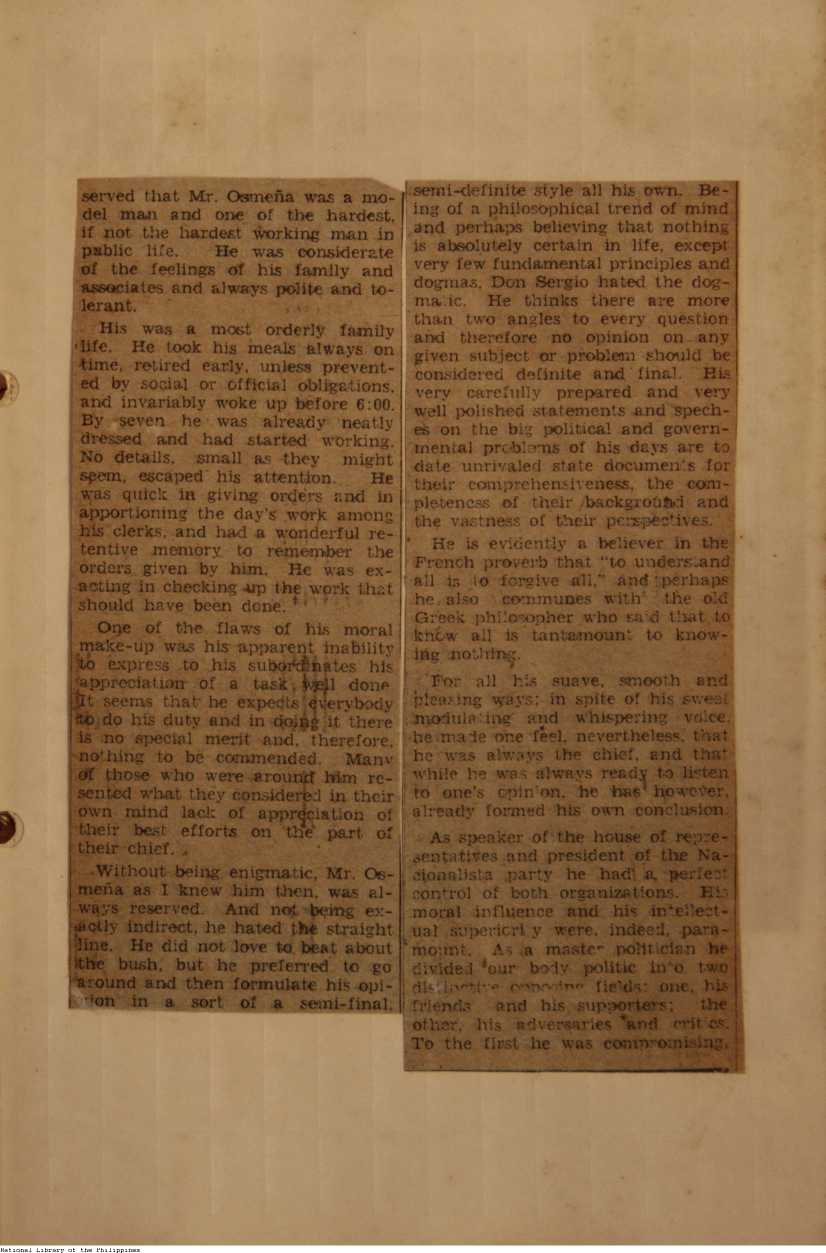 served that Mr. Osmeña was a mo-
del man and one of the hardest,
if not the hardest working man in
public life. He was considerate
of the feelings of his family and
associates and always polite and to-
lerant.
His was a most orderly family
life. He took his meals always on
time, retired early, unless prevent-
ed by social or official obligations,
and invariably woke up before 6:00.
By seven he was already neatly
dressed and had started working.
No details, small as they might
seem, escaped his attention. He
was quick in giving orders and in
apportioning the day's work among
his clerks, and had a wonderful re-
tentive memory to remember the
orders given by him. He was ex-
acting in checking up the work that
should have been done.
One of the flaws of his moral
make-up was his apparent inability
to express to his subordinates his
appreciation of a task well done
It seems that he expects everybody
to do his duty and in doing it there
is no special merit and, therefore,
nothing to be commended. Many
of those who were around him re-
sented what they considered in their
own mind lack of appreciation of
their best efforts on the part of
their chief.
Without being enigmatic, Mr. Os-
meña as I knew him then, was al-
ways reserved. And not being ex-
actly indirect, he hated the straight
line. He did not love to beat about
the bush, but he preferred to go
around and then formulate his opi-
nion in a sort of a semi-final,
semi-definite style all his own. Be-
ing of a philosophical trend of mind
and perhaps believing that nothing
is absolutely certain in life, except
very few fundamental principles and
dogmas, Don Sergio hated the dog-
matic. He thinks there are more
than two angles to every question
and therefore no opinion on any
given subject or problem should be
considered definite and final. His
very carefully prepared and very
well polished statements and spech-
es on the big political and govern-
mental problems of his days are to
date unrivaled state documents for
their comprehensiveness, the com-
pleteness of their background and
the vastness of their perspectives.
He is evidently a believer in the
French proverb that "to understand
all is to forgive all," and perhaps
he also communes with the old
Greek philosopher who said that to
know all is tantamount to know-
ing nothing.
For all his suave, smooth and
pleasing ways; in spite of his sweet
modulating and whispering voice,
he made one feel, nevertheless, that
he was always the chief, and that
while he was always ready to listen
to one's opinion, he has however,
already formed his own conclusion.
As speaker of the house of repre-
sentatives and president of the Na-
cionalista party he had a perfect
control of both organizations. His
moral influence and his intellect-
ual superiority were, indeed, para-
mount. As a master politician he
divided our body politic into two
distinctive fields: one, his
friends and his supporters; the
other, his adversaries and critics.
To the first he was compromising,
National Library of the Philippines